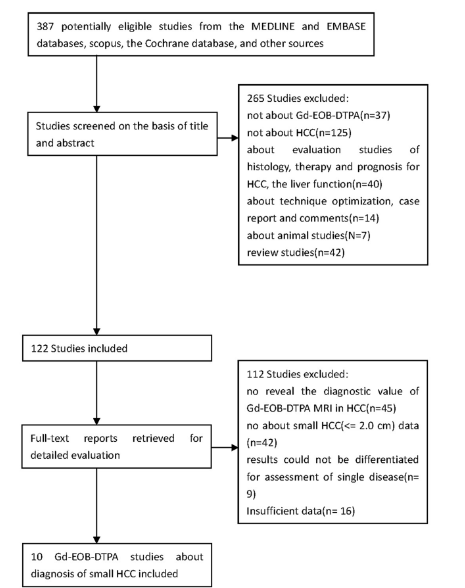 387 potentially eligible studies from the MEDLINE and EMBASE
databases, scopus, the Cochrane database, and other sources
Studies screened on the basis of title
and abstract
265 Studies excluded:
not about Gd-EOB-DTPA(n=37)
not about HCC(n=125)
about evaluation studies of
histology, therapy and prognosis for
HCC, the liver function(n=40)
about technique optimization, case
report and comments(n=14)
about animal studies(N=7)
review studies(n=42)
122 Studies included
112 Studies excluded:
no reveal the diagnostic value of
Gd-EOB-DTPA MRI in HCC(n=45)
no about small HCC(<= 2.0 cm) data
(n=42)
results could not be differentiated
for assessment of single disease(n=
9)
Insufficient data(n= 16)
Full-text reports retrieved for
detailed evaluation
10 Gd-EOB-DTPA studies about
diagnosis of small HCC included